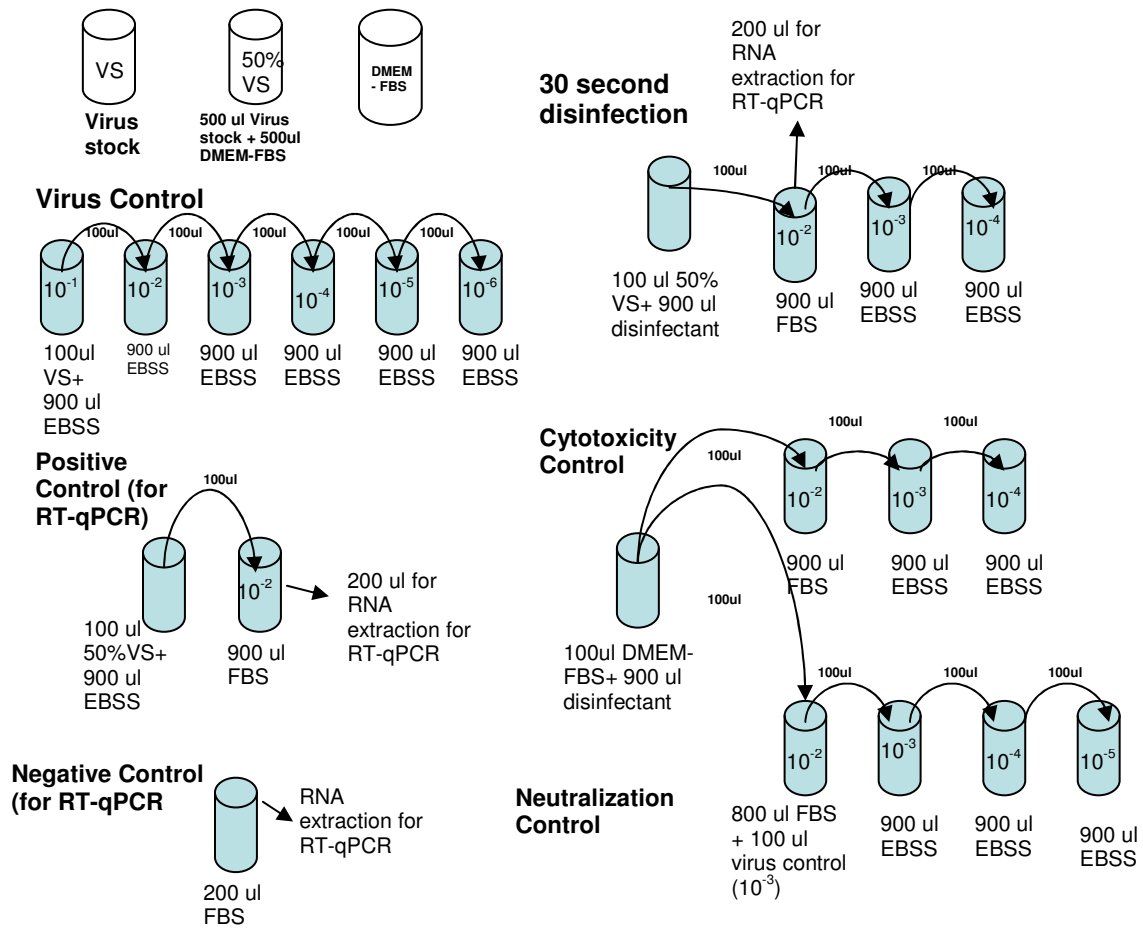 VS
Virus
stock
50%
VS
500 ul Virus
stock + 500ul
DMEM-FBS
DMEM
- FBS
Virus Control
100ul
100ul
100ul
100ul
100ul
10⁻¹
10⁻²
10⁻³
10⁻⁴
10⁻⁵
10⁻⁶
100ul
VS+
900 ul
EBSS
900 ul
EBSS
900 ul
EBSS
900 ul
EBSS
900 ul
EBSS
900 ul
EBSS
Positive
Control (for
RT-qPCR)
100ul
10⁻²
100 ul
50%VS+
900 ul
EBSS
900 ul
FBS
200 ul for
RNA
extraction for
RT-qPCR
Negative Control
(for RT-qPCR
RNA
extraction for
RT-qPCR
200 ul
FBS
30 second
disinfection
200 ul for
RNA
extraction for
RT-qPCR
100ul
100ul
100ul
10⁻²
10⁻³
10⁻⁴
100 ul 50%
VS+ 900 ul
disinfectant
900 ul
FBS
900 ul
EBSS
900 ul
EBSS
Cytotoxicity
Control
100ul
100ul
100ul
10⁻²
10⁻³
10⁻⁴
900 ul
FBS
900 ul
EBSS
900 ul
EBSS
100ul
100ul DMEM-
FBS+ 900 ul
disinfectant
Neutralization
Control
100ul
100ul
100ul
10⁻²
10⁻³
10⁻⁴
10⁻⁵
800 ul FBS
+ 100 ul
virus control
(10⁻³)
900 ul
EBSS
900 ul
EBSS
900 ul
EBSS